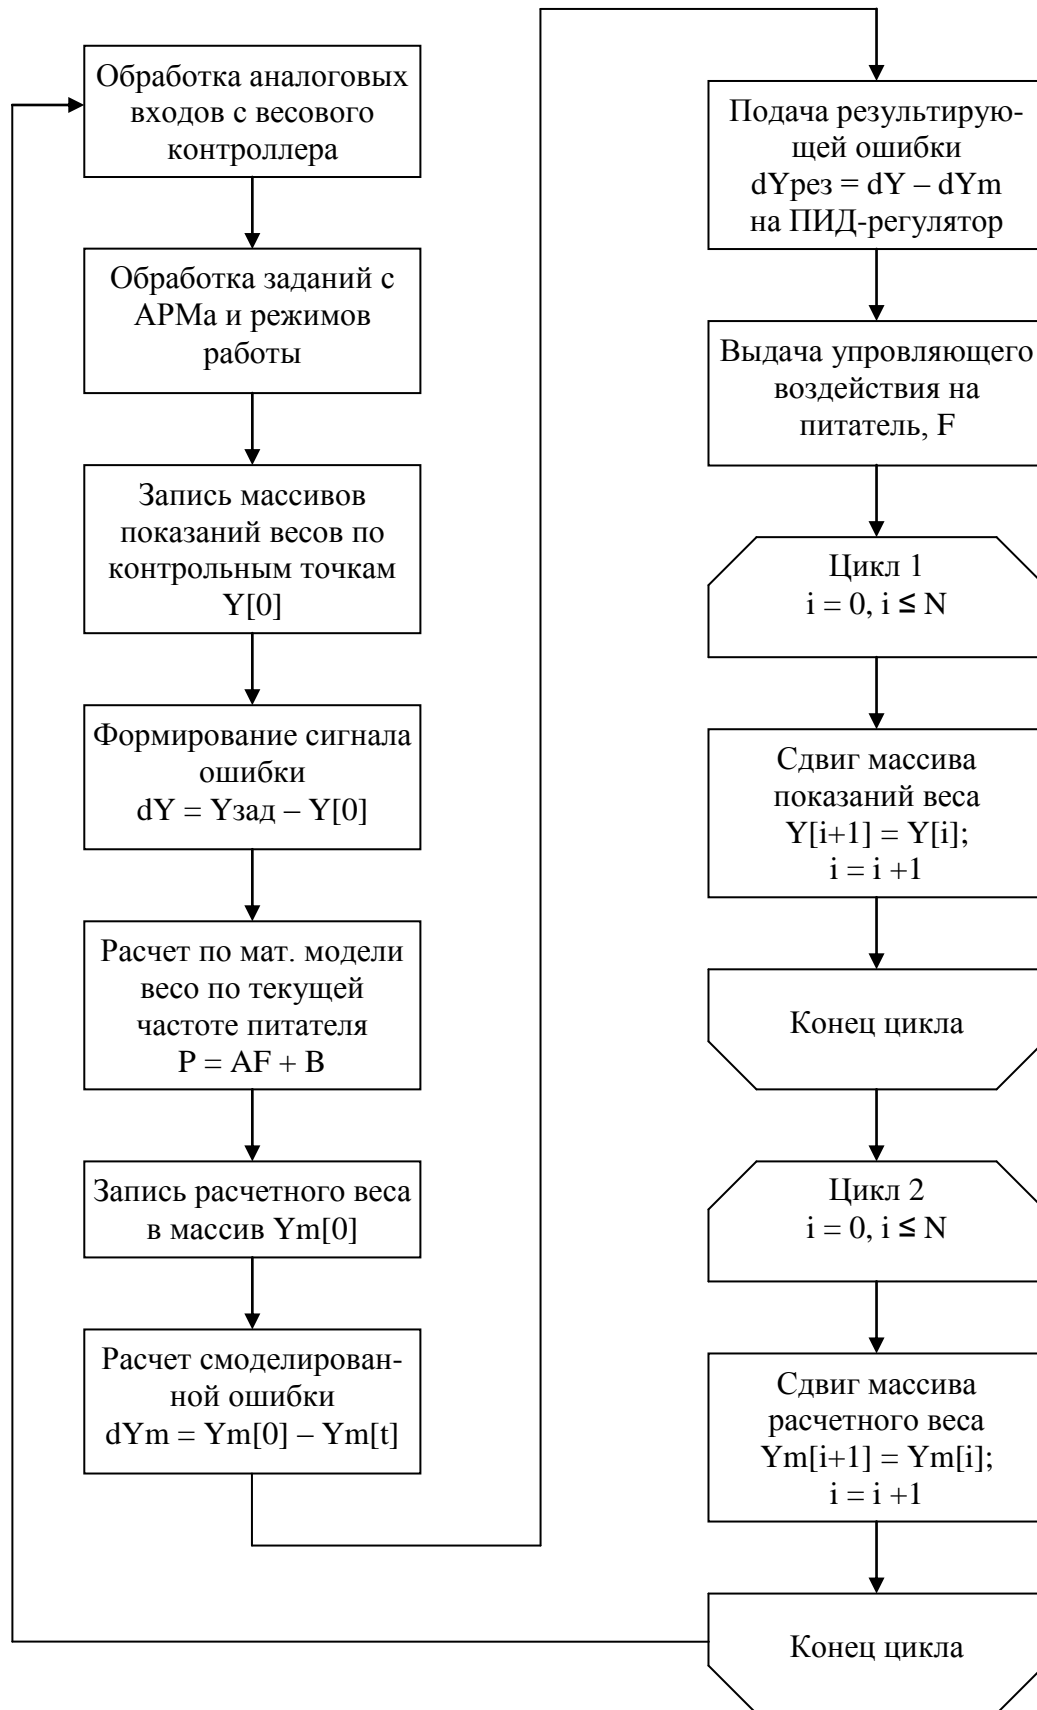 Обработка аналоговых
входов с весового
контроллера
Обработка заданий с
АРМа и режимов
работы
Запись массивов
показаний весов по
контрольным точкам
Y[0]
Формирование сигнала
ошибки
dY = Yзад – Y[0]
Расчет по мат. модели
весо по текущей
частоте питателя
P = AF + B
Запись расчетного веса
в массив Ym[0]
Расчет смоделирован-
ной ошибки
dYm = Ym[0] – Ym[t]
Подача результирую-
щей ошибки
dYрез = dY – dYm
на ПИД-регулятор
Выдача упровляющего
воздействия на
питатель, F
Цикл 1
i = 0, i ≤ N
Сдвиг массива
показаний веса
Y[i+1] = Y[i];
i = i +1
Конец цикла
Цикл 2
i = 0, i ≤ N
Сдвиг массива
расчетного веса
Ym[i+1] = Ym[i];
i = i +1
Конец цикла